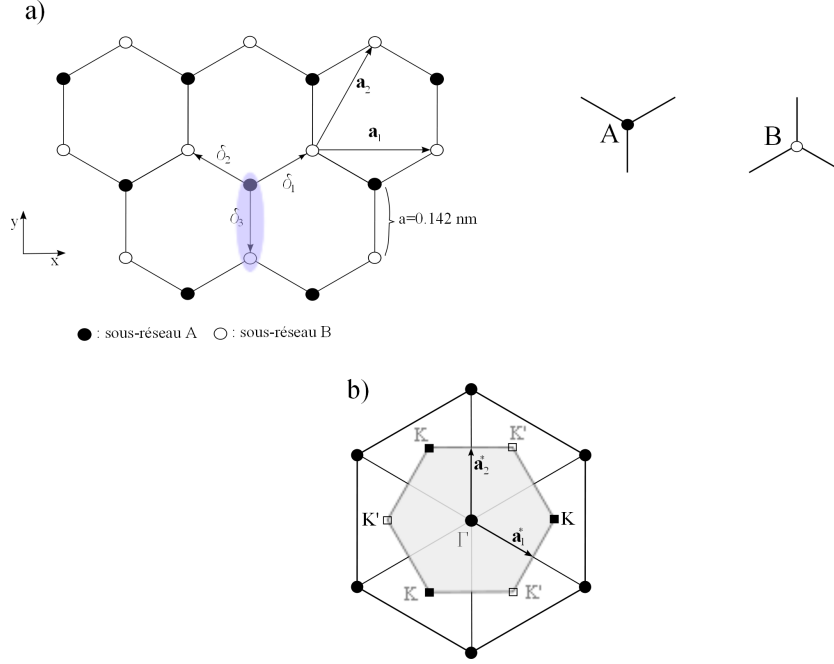 a)
a₂
a₁
A
B
δ₂
δ₁
δ₃
a=0.142 nm
y
x
: sous-réseau A : sous-réseau B
b)
K K'
a₂*
K' Γ a₁* K
K K'